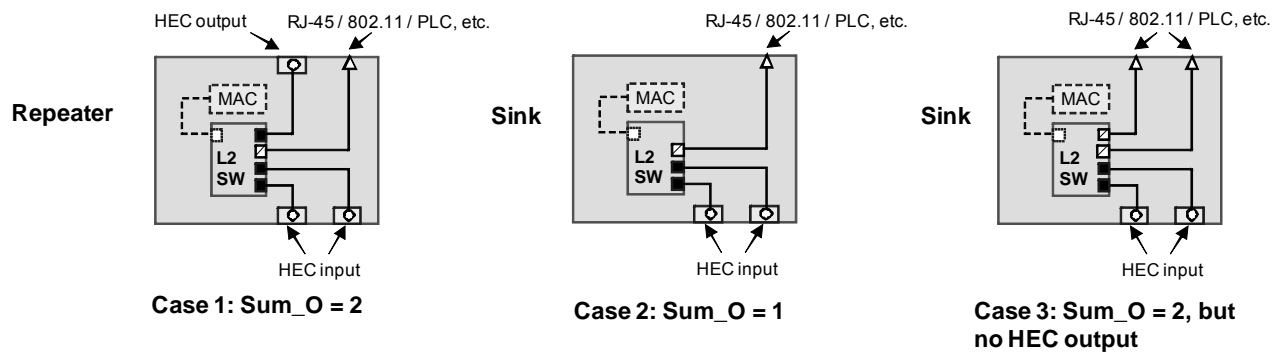 HEC output
RJ-45 / 802.11 / PLC, etc.
Repeater
MAC
L2
SW
HEC input
Case 1: Sum_O = 2
RJ-45 / 802.11 / PLC, etc.
Sink
MAC
L2
SW
HEC input
Case 2: Sum_O = 1
RJ-45 / 802.11 / PLC, etc.
Sink
MAC
L2
SW
HEC input
Case 3: Sum_O = 2, but
no HEC output